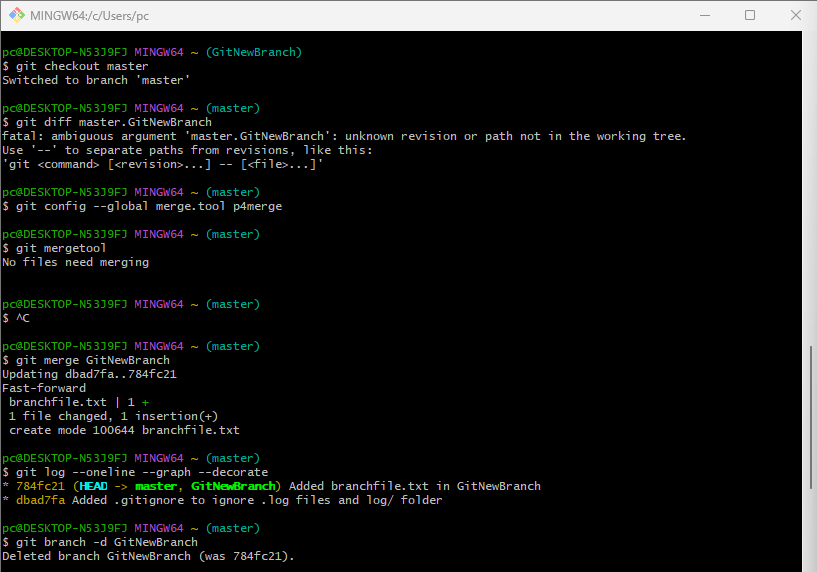 MINGW64:/c/Users/pc
pc@DESKTOP-N53J9FJ MINGW64 ~ (GitNewBranch)
$ git checkout master
Switched to branch 'master'
pc@DESKTOP-N53J9FJ MINGW64 ~ (master)
$ git diff master.GitNewBranch
fatal: ambiguous argument 'master.GitNewBranch': unknown revision or path not in the working tree.
Use '--' to separate paths from revisions, like this:
'git <command> [<revision>...] -- [<file>...]'
pc@DESKTOP-N53J9FJ MINGW64 ~ (master)
$ git config --global merge.tool p4merge
pc@DESKTOP-N53J9FJ MINGW64 ~ (master)
$ git mergetool
No files need merging
pc@DESKTOP-N53J9FJ MINGW64 ~ (master)
$ ^C
pc@DESKTOP-N53J9FJ MINGW64 ~ (master)
$ git merge GitNewBranch
Updating dbad7fa..784fc21
Fast-forward
 branchfile.txt | 1 +
 1 file changed, 1 insertion(+)
 create mode 100644 branchfile.txt
pc@DESKTOP-N53J9FJ MINGW64 ~ (master)
$ git log --oneline --graph --decorate
* 784fc21 (HEAD -> master, GitNewBranch) Added branchfile.txt in GitNewBranch
* dbad7fa Added .gitignore to ignore .log files and log/ folder
pc@DESKTOP-N53J9FJ MINGW64 ~ (master)
$ git branch -d GitNewBranch
Deleted branch GitNewBranch (was 784fc21).